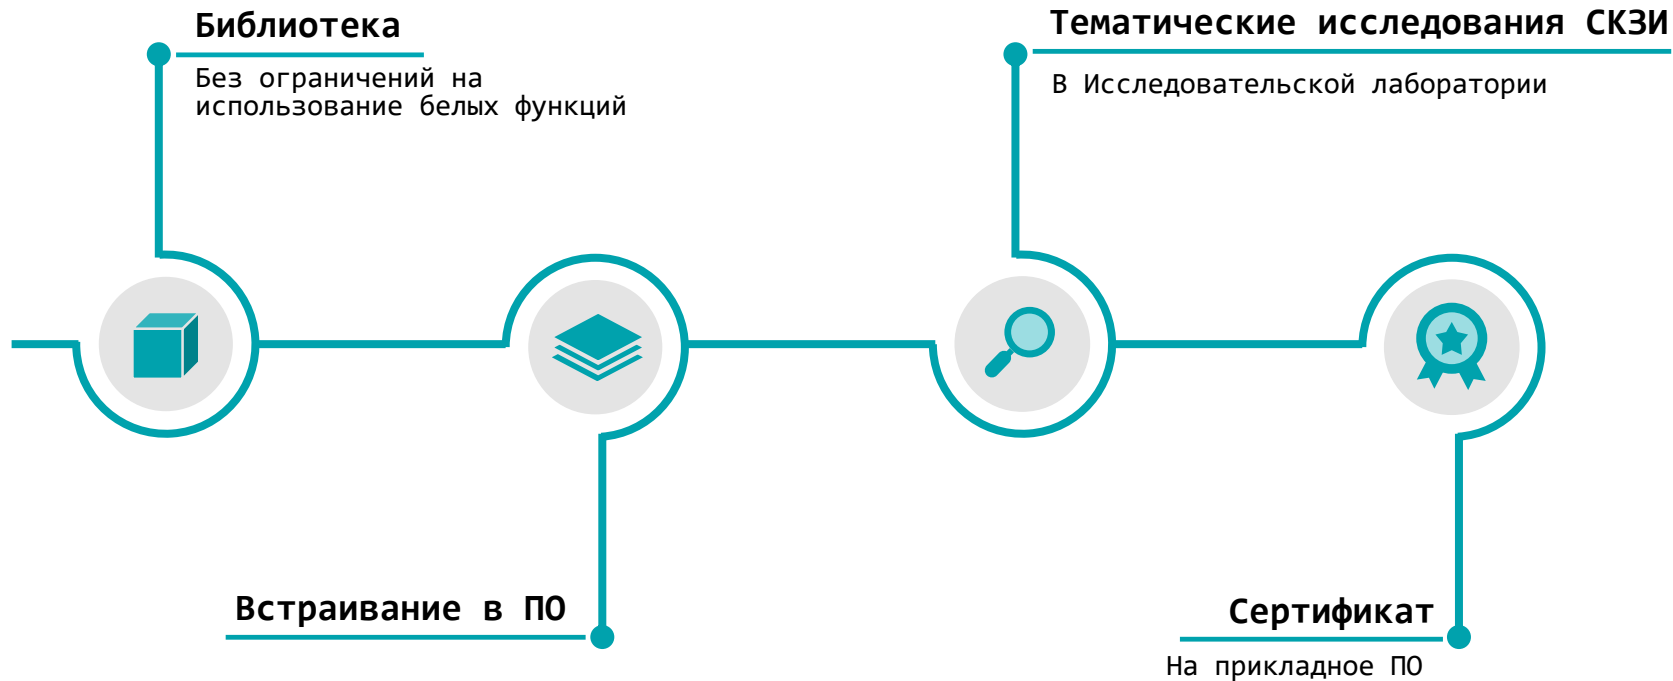 Библиотека
Без ограничений на
использование белых функций
Встраивание в ПО
Тематические исследования СКЗИ
В Исследовательской лаборатории
Сертификат
На прикладное ПО